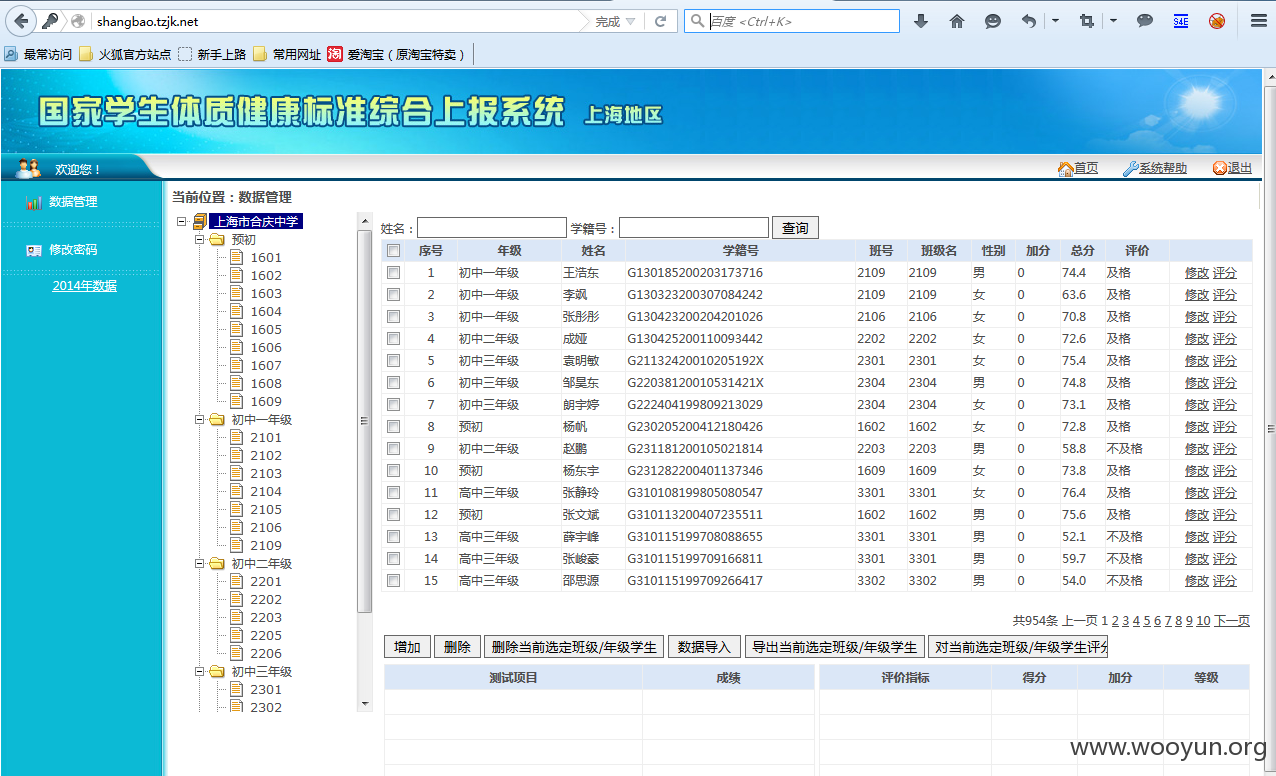 shangbao.tzjk.net 完成 百度 <Ctrl+K> S4E
最常访问 火狐官方站点 新手上路 常用网址 淘 爱淘宝（原淘宝特卖）
国家学生体质健康标准综合上报系统 上海地区
欢迎您！ 首页 系统帮助 退出
数据管理
修改密码
2014年数据
当前位置：数据管理
上海市合庆中学
预初
1601
1602
1603
1604
1605
1606
1607
1608
1609
初中一年级
2101
2102
2103
2104
2105
2106
2109
初中二年级
2201
2202
2203
2205
2206
初中三年级
2301
2302
姓名： 学籍号： 查询
序号 年级 姓名 学籍号 班号 班级名 性别 加分 总分 评价
1 初中一年级 王浩东 G130185200203173716 2109 2109 男 0 74.4 及格 修改 评分
2 初中一年级 李飒 G130323200307084242 2109 2109 女 0 63.6 及格 修改 评分
3 初中一年级 张彤彤 G130423200204201026 2106 2106 女 0 70.8 及格 修改 评分
4 初中二年级 成娅 G130425200110093442 2202 2202 女 0 72.6 及格 修改 评分
5 初中三年级 袁明敏 G21132420010205192X 2301 2301 女 0 75.4 及格 修改 评分
6 初中三年级 邹昊东 G22038120010531421X 2304 2304 男 0 74.8 及格 修改 评分
7 初中三年级 朗宇婷 G222404199809213029 2304 2304 女 0 73.1 及格 修改 评分
8 预初 杨帆 G230205200412180426 1602 1602 女 0 72.8 及格 修改 评分
9 初中二年级 赵鹏 G231181200105021814 2203 2203 男 0 58.8 不及格 修改 评分
10 预初 杨东宇 G231282200401137346 1609 1609 女 0 73.8 及格 修改 评分
11 高中三年级 张静玲 G310108199805080547 3301 3301 女 0 76.4 及格 修改 评分
12 预初 张文斌 G310113200407235511 1602 1602 男 0 75.6 及格 修改 评分
13 高中三年级 薛宇峰 G310115199708088655 3301 3301 男 0 52.1 不及格 修改 评分
14 高中三年级 张峻豪 G310115199709166811 3301 3301 男 0 59.7 不及格 修改 评分
15 高中三年级 邵思源 G310115199709266417 3302 3302 男 0 54.0 不及格 修改 评分
共954条 上一页 1 2 3 4 5 6 7 8 9 10 下一页
增加 删除 删除当前选定班级/年级学生 数据导入 导出当前选定班级/年级学生 对当前选定班级/年级学生评分
测试项目 成绩 评价指标 得分 加分 等级
www.wooyun.org